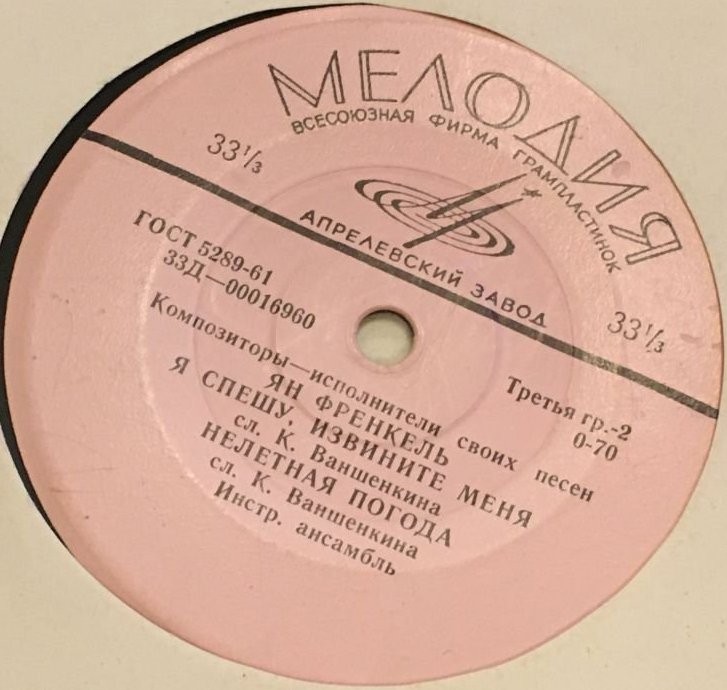 МЕЛОДИЯ
ВСЕСОЮЗНАЯ ФИРМА ГРАМПЛАСТИНОК
33⅓
АПРЕЛЕВСКИЙ ЗАВОД
33⅓
ГОСТ 5289-61
33Д—00016960
Третья гр.-2
0-70
Композиторы—исполнители своих песен
ЯН ФРЕНКЕЛЬ
Я СПЕШУ, ИЗВИНИТЕ МЕНЯ
сл. К. Ваншенкина
НЕЛЕТНАЯ ПОГОДА
сл. К. Ваншенкина
Инстр. ансамбль